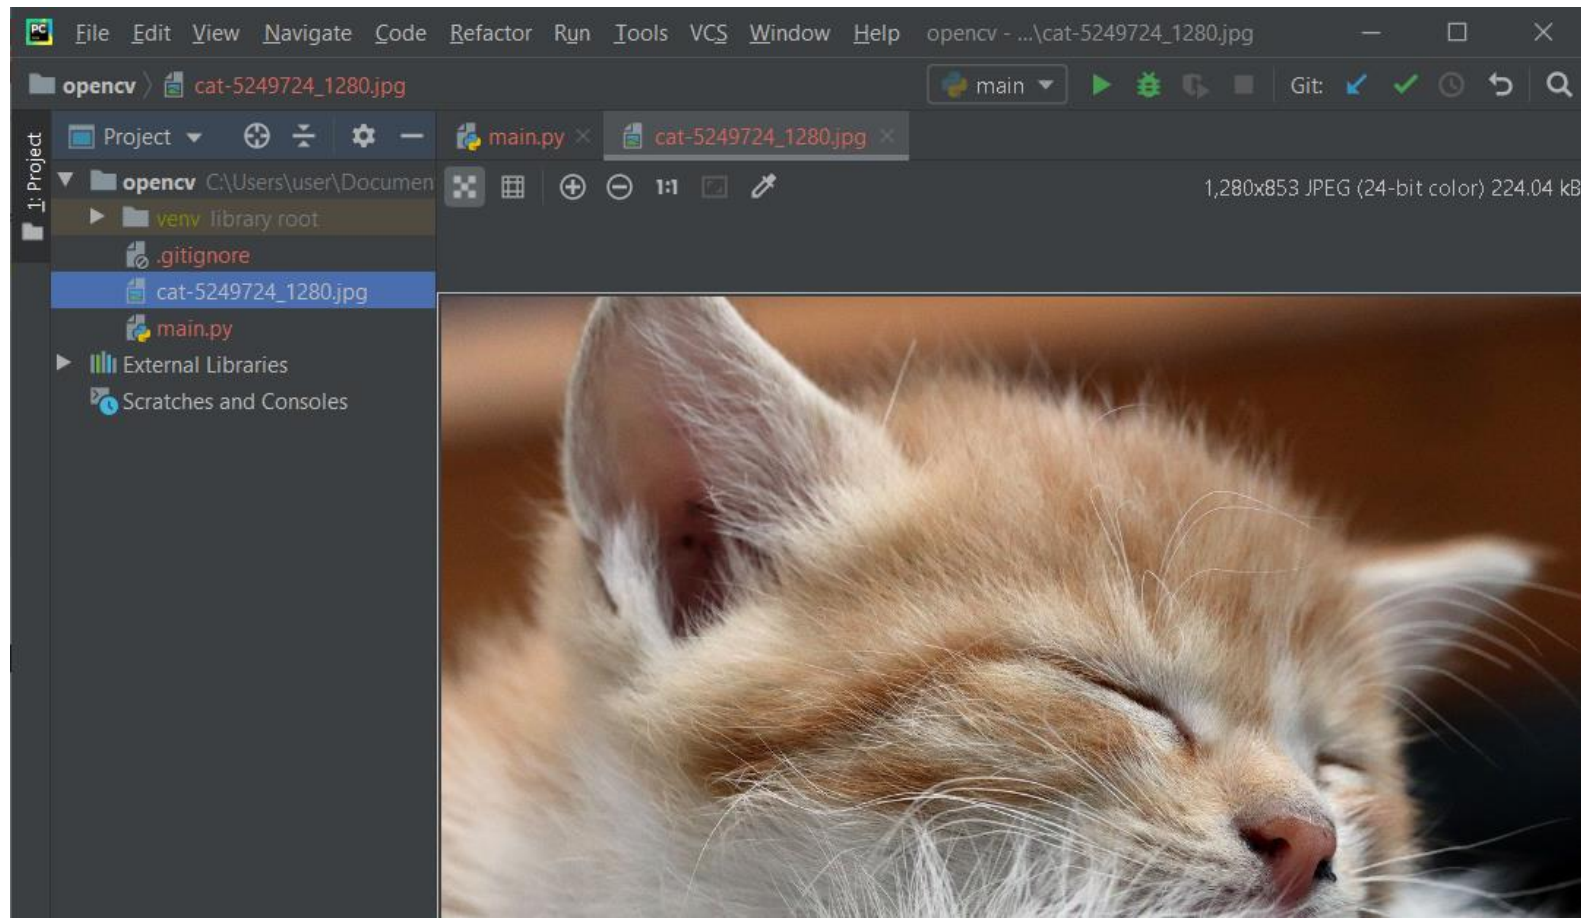 PC File Edit View Navigate Code Refactor Run Tools VCS Window Help opencv - ...\cat-5249724_1280.jpg
opencv cat-5249724_1280.jpg main Git:
1: Project
Project
main.py cat-5249724_1280.jpg
opencv C:\Users\user\Documen
1:1
1,280x853 JPEG (24-bit color) 224.04 kB
venv library root
.gitignore
cat-5249724_1280.jpg
main.py
External Libraries
Scratches and Consoles